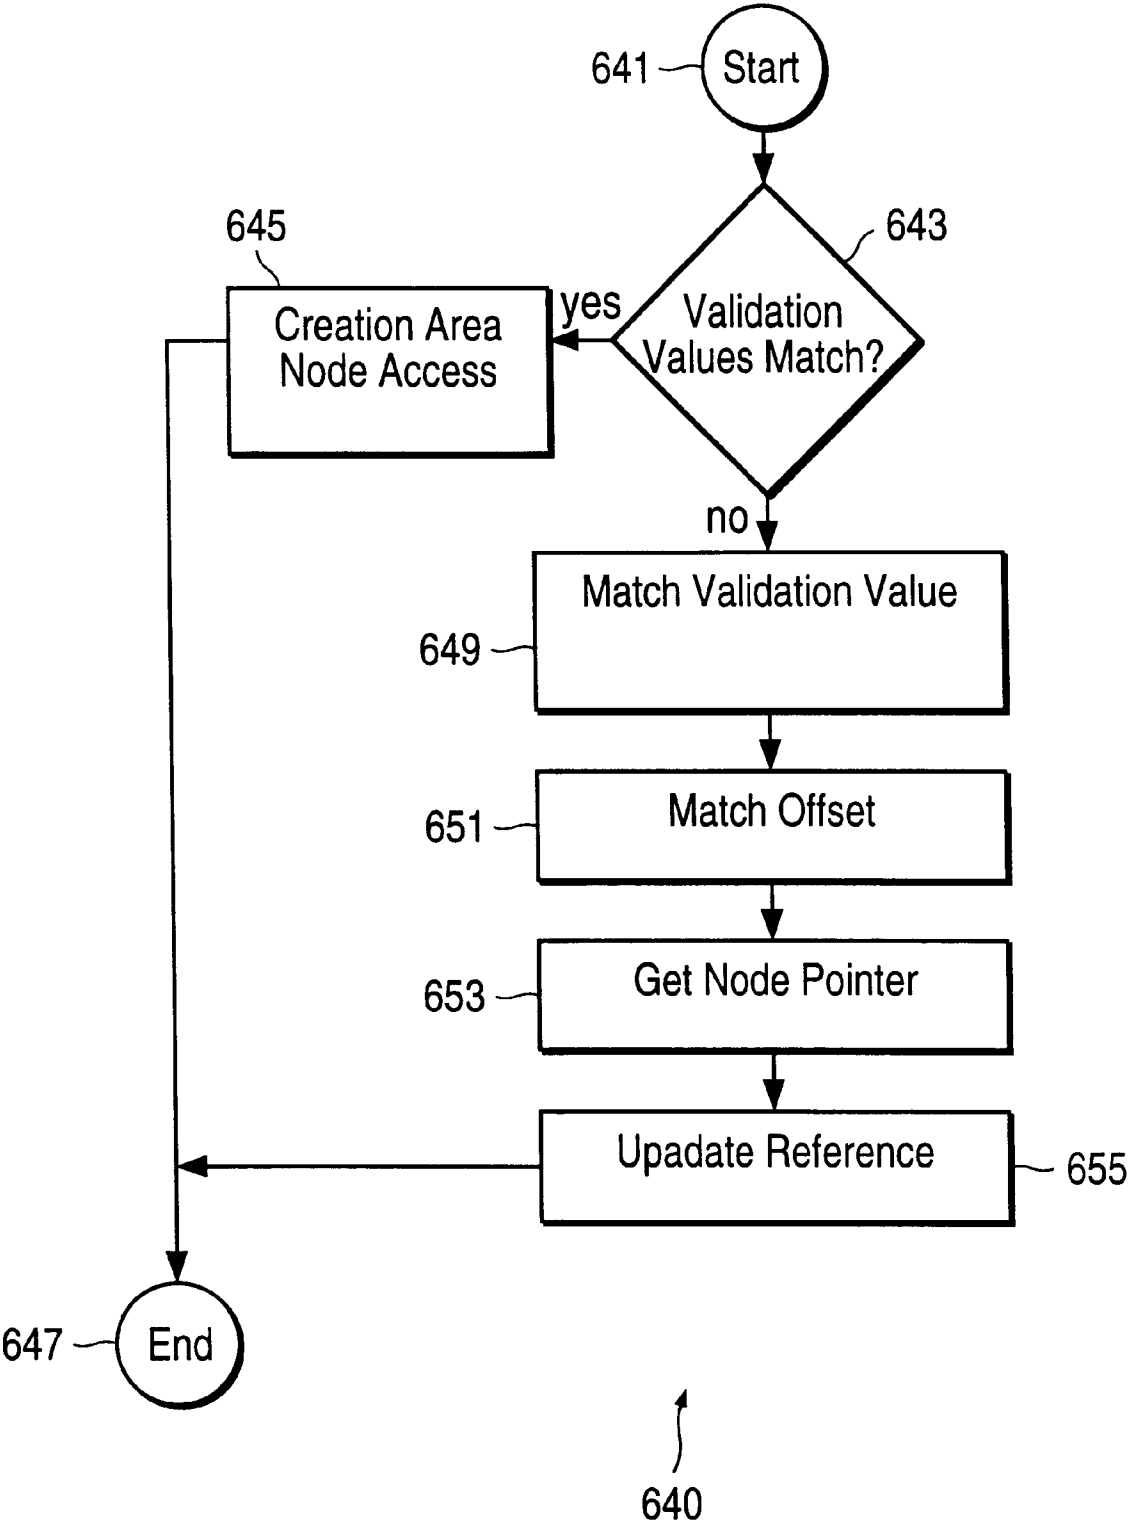 641
Start
645
643
yes
Creation Area
Node Access
Validation
Values Match?
no
Match Validation Value
649
Match Offset
651
Get Node Pointer
653
Upadate Reference
655
647
End
640